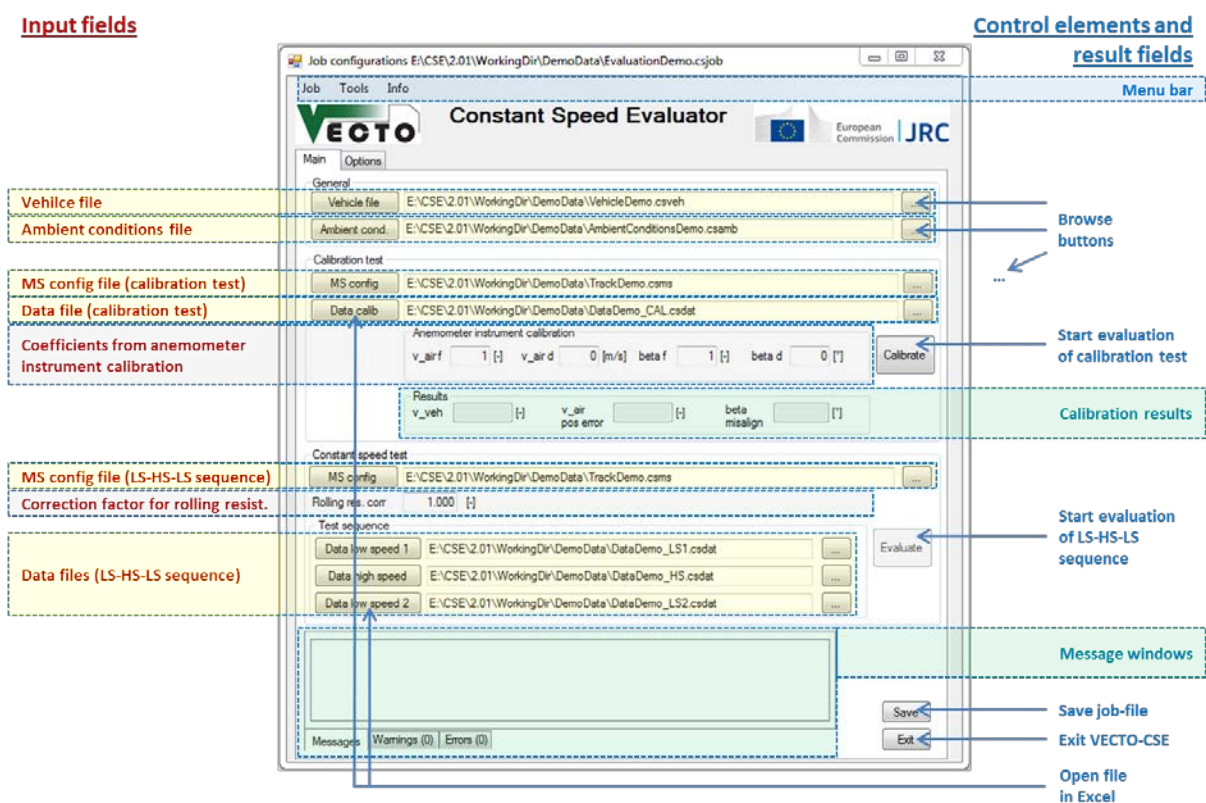 Input fields
Control elements and
result fields
Job configurations E:\CSE\2.01\WorkingDir\DemoData\EvaluationDemo.csjob
Job Tools Info
Menu bar
VECTO
Constant Speed Evaluator
European
Commission
JRC
Main Options
General
Vehilce file
Vehicle file E:\CSE\2.01\WorkingDir\DemoData\VehicleDemo.csveh ...
Ambient conditions file
Ambient cond. E:\CSE\2.01\WorkingDir\DemoData\AmbientConditionsDemo.csamb ...
Browse
buttons
...
Calibration test
MS config file (calibration test)
MS config E:\CSE\2.01\WorkingDir\DemoData\TrackDemo.csms ...
Data file (calibration test)
Data calib E:\CSE\2.01\WorkingDir\DemoData\DataDemo_CAL.csdat ...
Coefficients from anemometer
instrument calibration
Anemometer instrument calibration
v_air f 1 [-] v_air d 0 [m/s] beta f 1 [-] beta d 0 [°]
Calibrate
Start evaluation
of calibration test
Results
v_veh [-] v_air
pos error [-] beta
misalign [°]
Calibration results
Constant speed test
MS config file (LS-HS-LS sequence)
MS config E:\CSE\2.01\WorkingDir\DemoData\TrackDemo.csms ...
Correction factor for rolling resist.
Rolling res. corr 1.000 [-]
Test sequence
Data files (LS-HS-LS sequence)
Data low speed 1 E:\CSE\2.01\WorkingDir\DemoData\DataDemo_LS1.csdat ...
Data high speed E:\CSE\2.01\WorkingDir\DemoData\DataDemo_HS.csdat ...
Data low speed 2 E:\CSE\2.01\WorkingDir\DemoData\DataDemo_LS2.csdat ...
Evaluate
Start evaluation
of LS-HS-LS
sequence
Message windows
Save
Save job-file
Messages Warnings (0) Errors (0)
Exit
Exit VECTO-CSE
Open file
in Excel